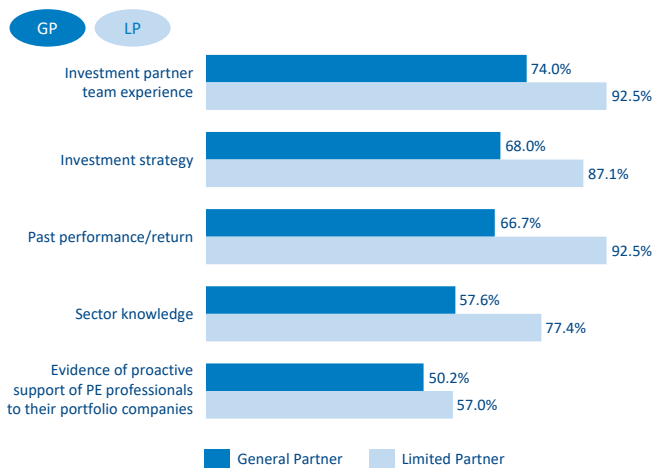 GP
LP
Investment partner
team experience
74.0%
92.5%
Investment strategy
68.0%
87.1%
Past performance/return
66.7%
92.5%
Sector knowledge
57.6%
77.4%
Evidence of proactive
support of PE professionals
to their portfolio companies
50.2%
57.0%
General Partner
Limited Partner